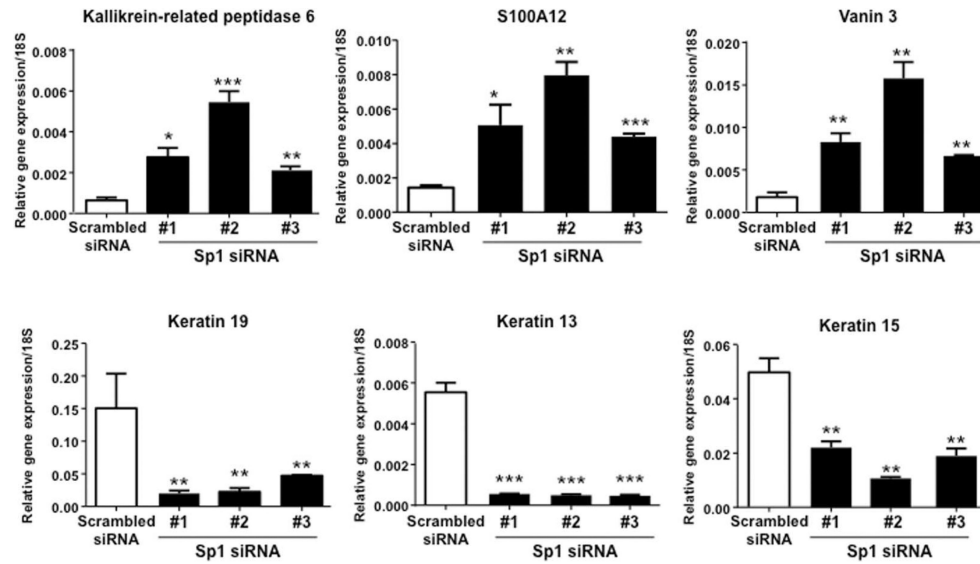 Kallikrein-related peptidase 6
Relative gene expression/18S
0.008
0.006
0.004
0.002
0.000
*
***
**
Scrambled
siRNA
#1
#2
#3
Sp1 siRNA
S100A12
Relative gene expression/18S
0.010
0.008
0.006
0.004
0.002
0.000
*
**
***
Scrambled
siRNA
#1
#2
#3
Sp1 siRNA
Vanin 3
Relative gene expression/18S
0.020
0.015
0.010
0.005
0.000
**
**
**
Scrambled
siRNA
#1
#2
#3
Sp1 siRNA
Keratin 19
Relative gene expression/18S
0.25
0.20
0.15
0.10
0.05
0.00
**
**
**
Scrambled
siRNA
#1
#2
#3
Sp1 siRNA
Keratin 13
Relative gene expression/18S
0.008
0.006
0.004
0.002
0.000
***
***
***
Scrambled
siRNA
#1
#2
#3
Sp1 siRNA
Keratin 15
Relative gene expression/18S
0.06
0.04
0.02
0.00
**
**
**
Scrambled
siRNA
#1
#2
#3
Sp1 siRNA